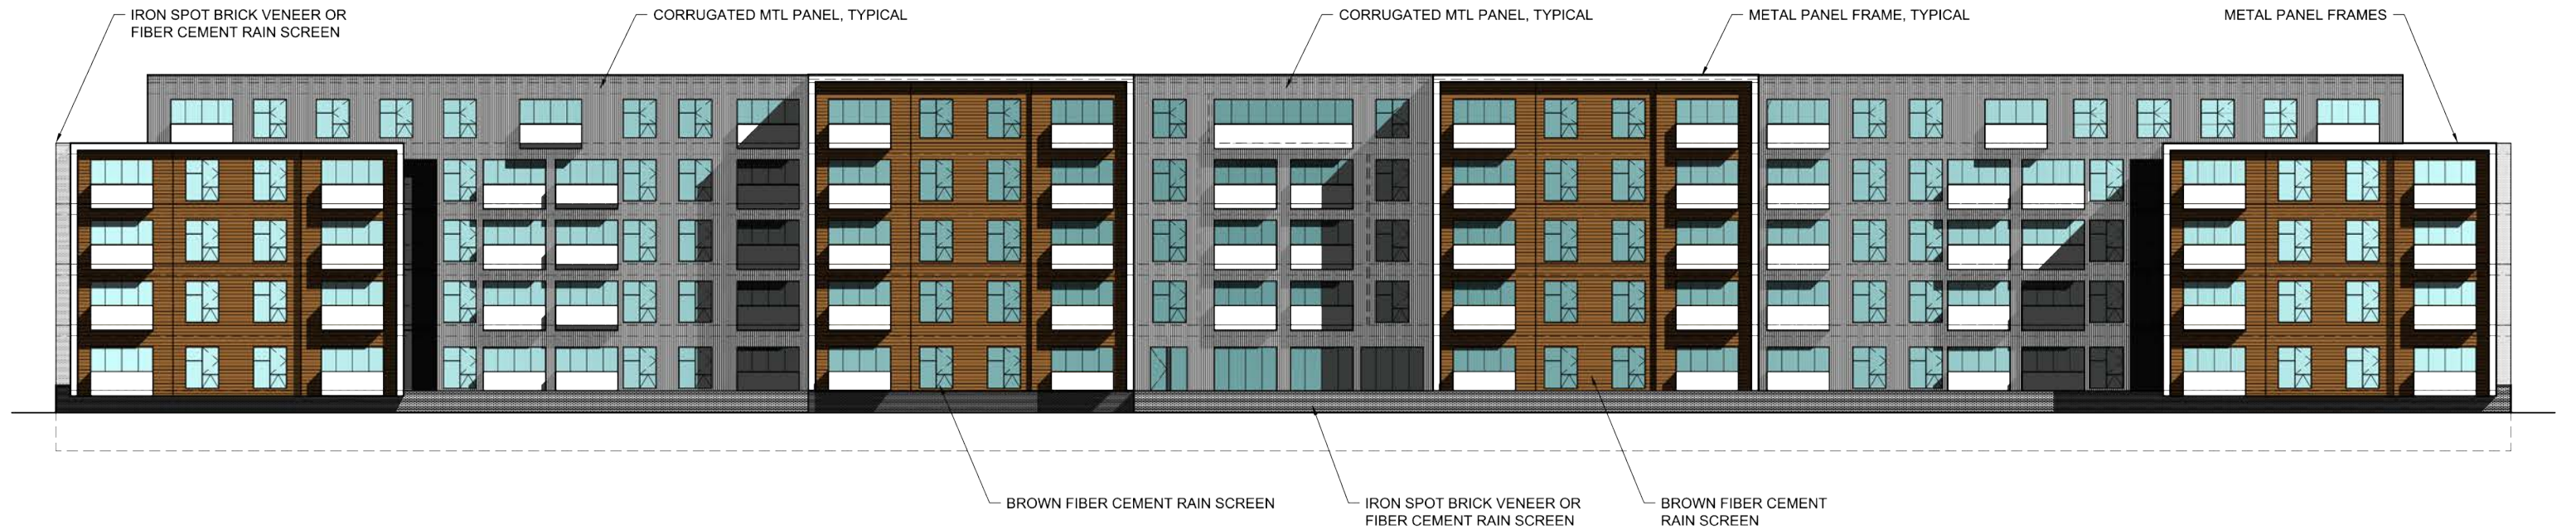 IRON SPOT BRICK VENEER OR
FIBER CEMENT RAIN SCREEN
CORRUGATED MTL PANEL, TYPICAL
CORRUGATED MTL PANEL, TYPICAL
METAL PANEL FRAME, TYPICAL
METAL PANEL FRAMES
BROWN FIBER CEMENT RAIN SCREEN
IRON SPOT BRICK VENEER OR
FIBER CEMENT RAIN SCREEN
BROWN FIBER CEMENT
RAIN SCREEN